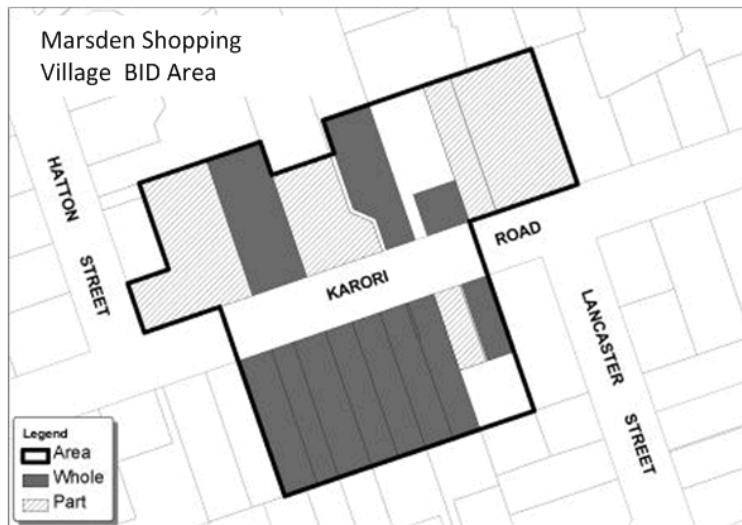 Marsden Shopping
Village BID Area
HATTON
STREET
KARORI
ROAD
LANCASTER
STREET
Legend
Area
Whole
Part